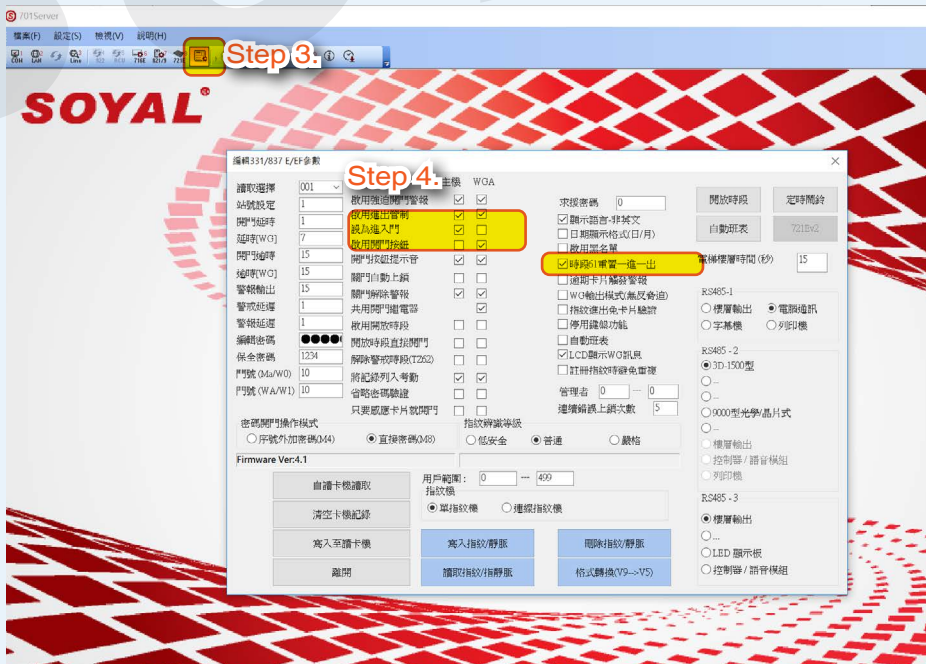 701Server
檔案(F) 設定(S) 檢視(V) 說明(H)
COM LAN Line 716E 821/3 721E
Step 3.
SOYAL®
編輯331/837 E/EF參數
Step 4.
主機 WGA
讀取選擇 001
站號設定 1
開門延時 1
延時[WG] 7
開門逾時 15
逾時[WG] 15
警報輸出 15
警戒延遲 1
警報延遲 1
編輯密碼 ●●●●
保全密碼 1234
門號 (Ma/W0) 10
門號 (WA/W1) 10
啟用強迫開門警報
啟用進出管制
設為進入門
啟用開門按鈕
開門按鈕提示音
關門自動上鎖
關門解除警報
共用開門繼電器
啟用開放時段
開放時段直接開門
解除警戒時段(TZ62)
將記錄列入考勤
省略密碼驗證
只要感應卡片就開門
求援密碼 0
顯示語言-非英文
日期顯示格式(日/月)
啟用黑名單
時段61重置一進一出
逾期卡片觸發警報
WG輸出模式(無反脅迫)
指紋進出免卡片驗證
停用鍵盤功能
自動班表
LCD顯示WG訊息
註冊指紋時避免重複
管理者 0 --- 0
連續錯誤上鎖次數 5
開放時段 定時鬧鈴
自動班表 721Ev2
電梯樓層時間 (秒) 15
RS485-1
樓層輸出 電腦通訊
字幕機 列印機
RS485 - 2
3D-1500型
...
...
9000型光學/晶片式
...
樓層輸出
控制器 / 語音模組
列印機
RS485 - 3
樓層輸出
...
LED 顯示板
控制器 / 語音模組
密碼開門操作模式
序號外加密碼(M4) 直接密碼(M8)
指紋辨識等級
低安全 普通 嚴格
Firmware Ver:4.1
用戶範圍: 0 --- 499
指紋機
單指紋機 連線指紋機
自讀卡機讀取
清空卡機記錄
寫入至讀卡機
離開
寫入指紋/靜脈 刪除指紋/靜脈
讀取指紋/指靜脈 格式轉換(V9-->V5)